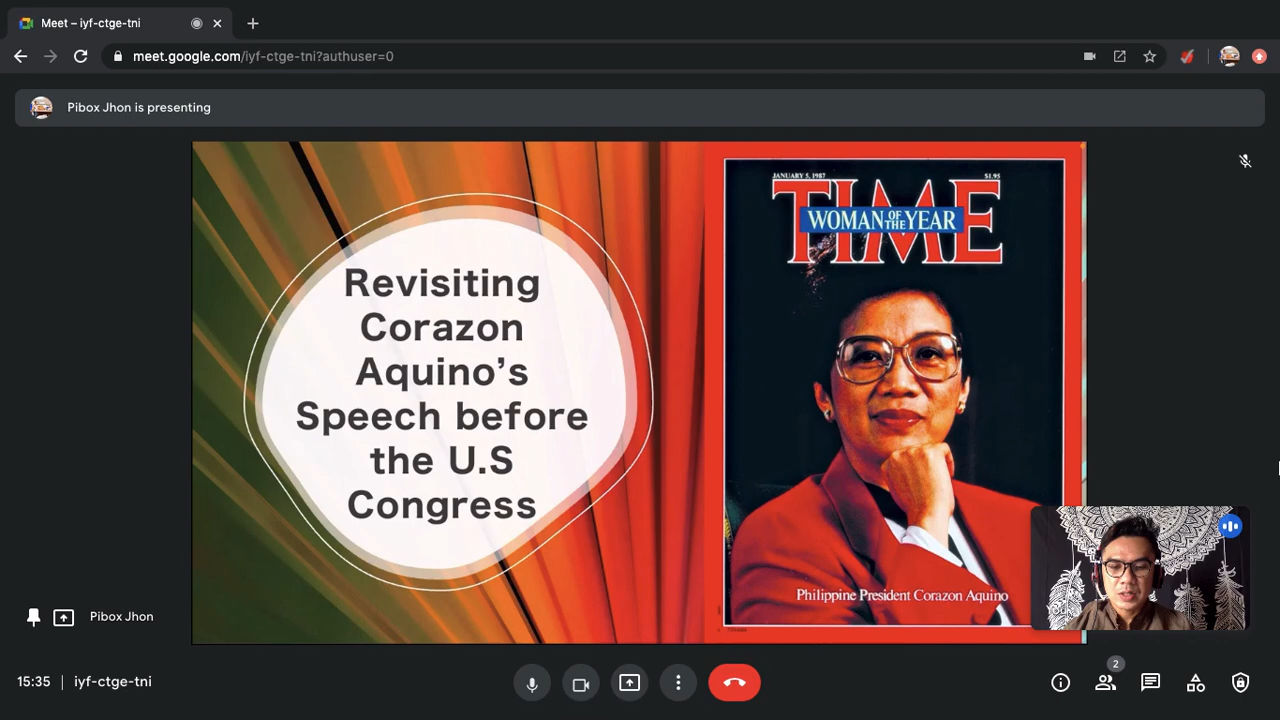 Meet – iyf-ctge-tni
meet.google.com/iyf-ctge-tni?authuser=0
Pibox Jhon is presenting
Revisiting
Corazon
Aquino’s
Speech before
the U.S
Congress
JANUARY 5, 1987
$1.95
TIME
WOMAN OF THE YEAR
Philippine President Corazon Aquino
Pibox Jhon
15:35 | iyf-ctge-tni
2